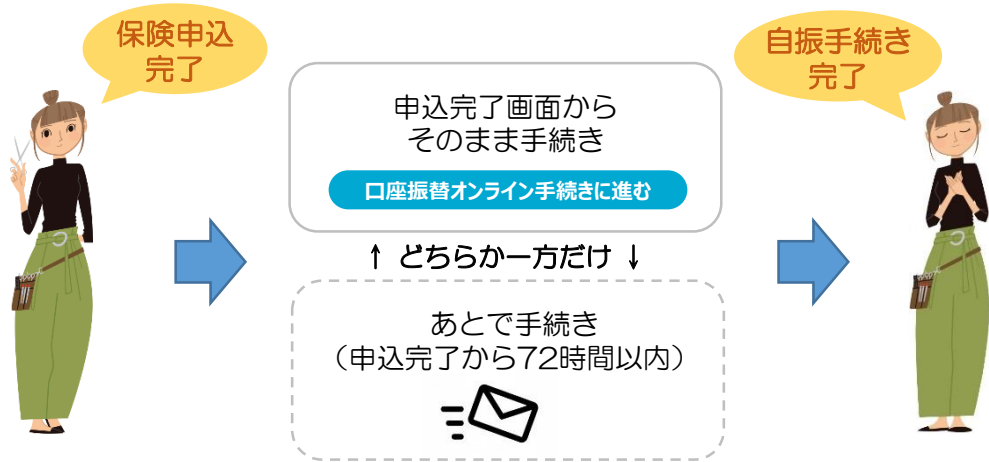 保険申込
完了
申込完了画面から
そのまま手続き
口座振替オンライン手続きに進む
↑ どちらか一方だけ ↓
あとで手続き
（申込完了から72時間以内）
自振手続き
完了